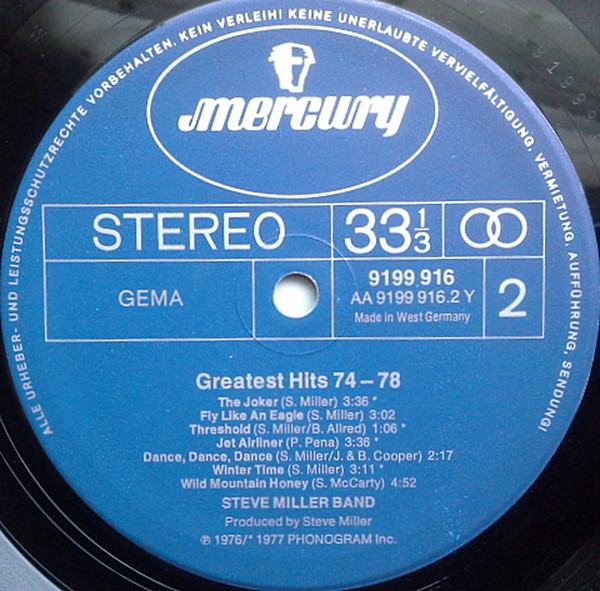 ALLE URHEBER- UND LEISTUNGSSCHUTZRECHTE VORBEHALTEN. KEIN VERLEIH! KEINE UNERLAUBTE VERVIELFÄLTIGUNG, VERMIETUNG, AUFFÜHRUNG, SENDUNG!
mercury
STEREO 33 1/3
GEMA
9199 916
AA 9199 916.2 Y
Made in West Germany
2
Greatest Hits 74 – 78
The Joker (S. Miller) 3:36 *
Fly Like An Eagle (S. Miller) 3:02
Threshold (S. Miller/B. Allred) 1:06 *
Jet Airliner (P. Pena) 3:36 *
Dance, Dance, Dance (S. Miller/J. & B. Cooper) 2:17
Winter Time (S. Miller) 3:11 *
Wild Mountain Honey (S. McCarty) 4:52
STEVE MILLER BAND
Produced by Steve Miller
℗ 1976/* 1977 PHONOGRAM Inc.